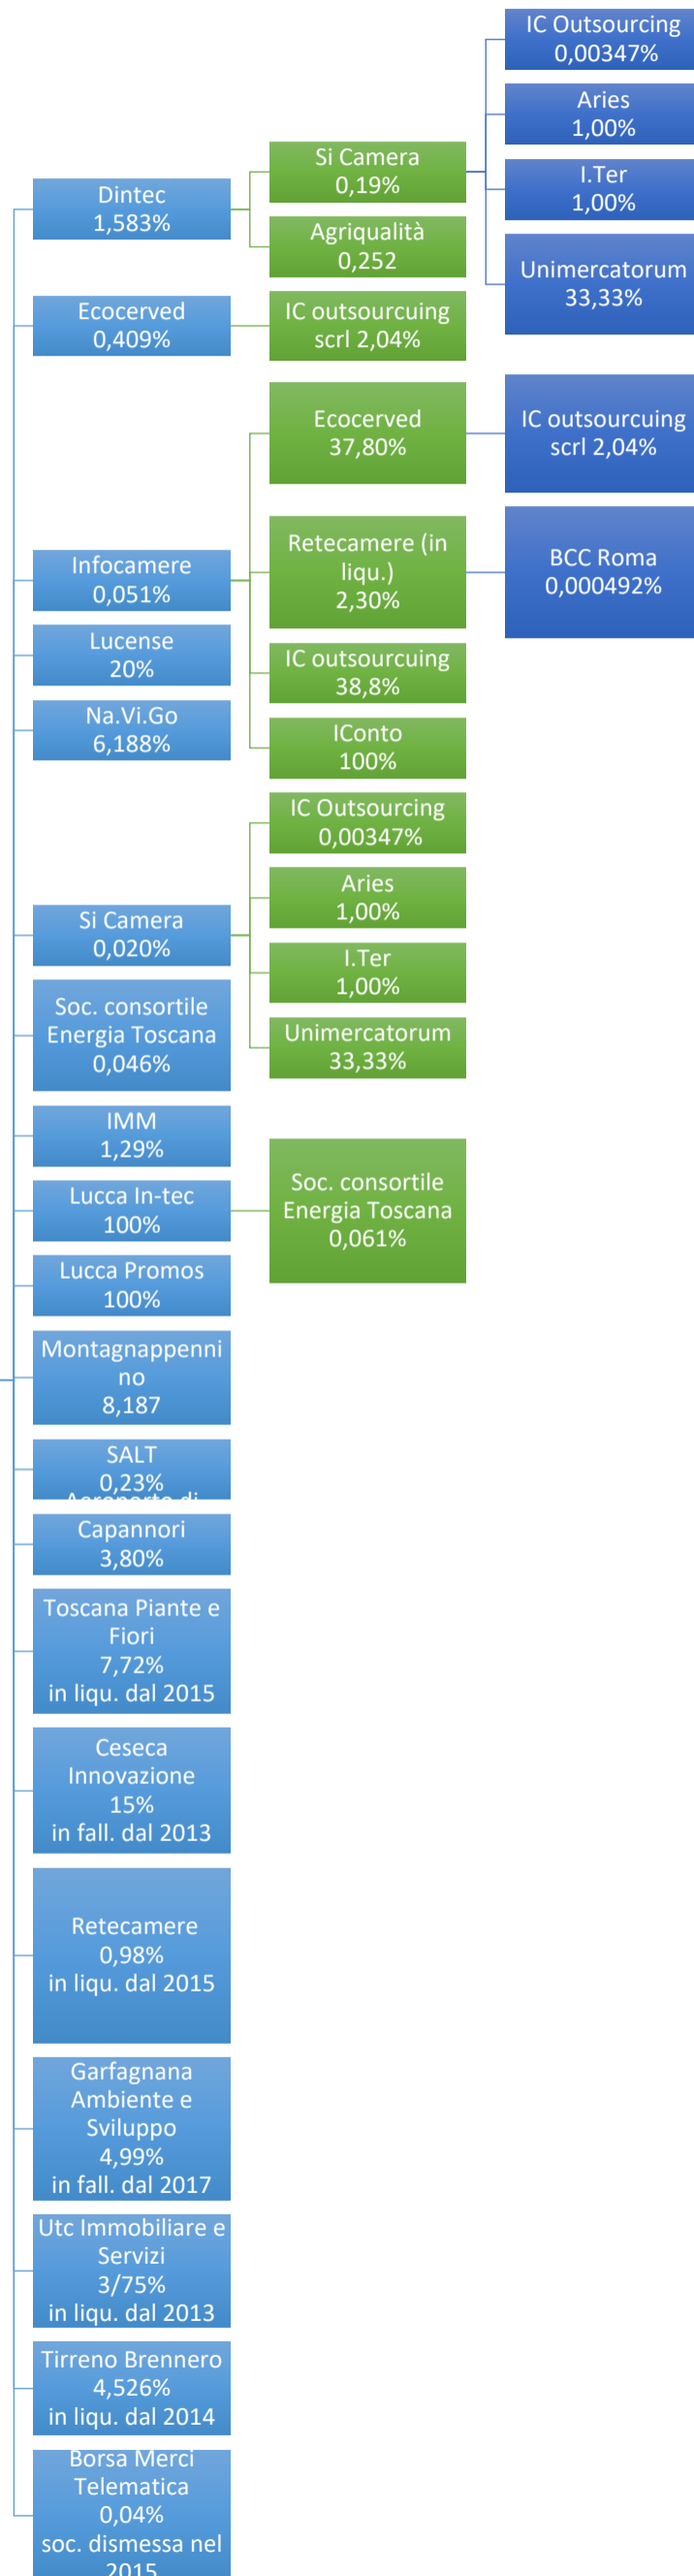 Dintec
1,583%
Si Camera
0,19%
IC Outsourcing
0,00347%
Aries
1,00%
I.Ter
1,00%
Unimercatorum
33,33%
Agriqualità
0,252
Ecocerved
0,409%
IC outsourcuing
scrl 2,04%
Infocamere
0,051%
Ecocerved
37,80%
IC outsourcuing
scrl 2,04%
Retecamere (in
liqu.)
2,30%
BCC Roma
0,000492%
IC outsourcuing
38,8%
IConto
100%
Lucense
20%
Na.Vi.Go
6,188%
Si Camera
0,020%
IC Outsourcing
0,00347%
Aries
1,00%
I.Ter
1,00%
Unimercatorum
33,33%
Soc. consortile
Energia Toscana
0,046%
IMM
1,29%
Lucca In-tec
100%
Soc. consortile
Energia Toscana
0,061%
Lucca Promos
100%
Montagnappenni
no
8,187
SALT
0,23%
Aeroporto di
Capannori
3,80%
Toscana Piante e
Fiori
7,72%
in liqu. dal 2015
Ceseca
Innovazione
15%
in fall. dal 2013
Retecamere
0,98%
in liqu. dal 2015
Garfagnana
Ambiente e
Sviluppo
4,99%
in fall. dal 2017
Utc Immobiliare e
Servizi
3/75%
in liqu. dal 2013
Tirreno Brennero
4,526%
in liqu. dal 2014
Borsa Merci
Telematica
0,04%
soc. dismessa nel
2015